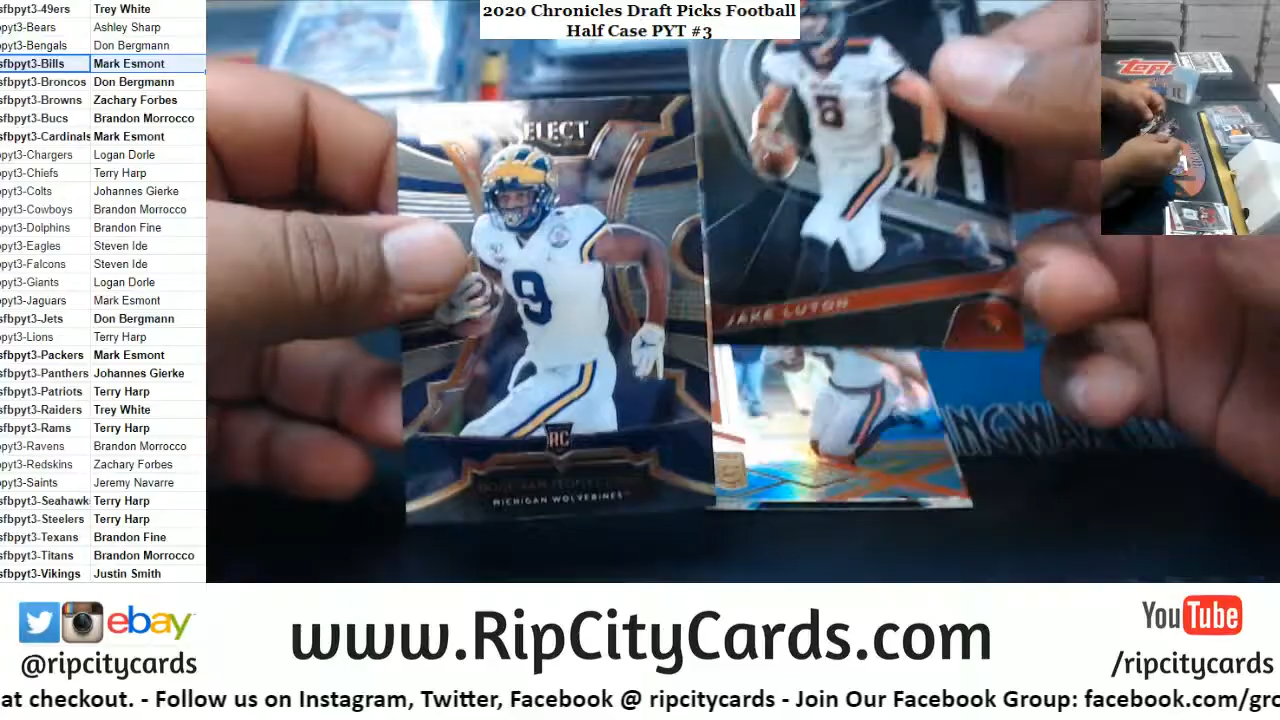 2020 Chronicles Draft Picks Football
Half Case PYT #3
sfbpyt3-49ers Trey White
pyt3-Bears Ashley Sharp
pyt3-Bengals Don Bergmann
sfbpyt3-Bills Mark Esmont
sfbpyt3-Broncos Don Bergmann
sfbpyt3-Browns Zachary Forbes
sfbpyt3-Bucs Brandon Morrocco
sfbpyt3-Cardinals Mark Esmont
pyt3-Chargers Logan Dorle
pyt3-Chiefs Terry Harp
pyt3-Colts Johannes Gierke
pyt3-Cowboys Brandon Morrocco
pyt3-Dolphins Brandon Fine
pyt3-Eagles Steven Ide
pyt3-Falcons Steven Ide
pyt3-Giants Logan Dorle
pyt3-Jaguars Mark Esmont
pyt3-Jets Don Bergmann
pyt3-Lions Terry Harp
sfbpyt3-Packers Mark Esmont
sfbpyt3-Panthers Johannes Gierke
sfbpyt3-Patriots Terry Harp
sfbpyt3-Raiders Trey White
sfbpyt3-Rams Terry Harp
pyt3-Ravens Brandon Morrocco
pyt3-Redskins Zachary Forbes
pyt3-Saints Jeremy Navarre
sfbpyt3-Seahawk Terry Harp
sfbpyt3-Steelers Terry Harp
sfbpyt3-Texans Brandon Fine
sfbpyt3-Titans Brandon Morrocco
sfbpyt3-Vikings Justin Smith
SELECT
9
RC
MICHIGAN WOLVERINES
6
JAKE LUTON
Topps
ebay
@ripcitycards
www.RipCityCards.com
YouTube
/ripcitycards
at checkout. - Follow us on Instagram, Twitter, Facebook @ ripcitycards - Join Our Facebook Group: facebook.com/gro